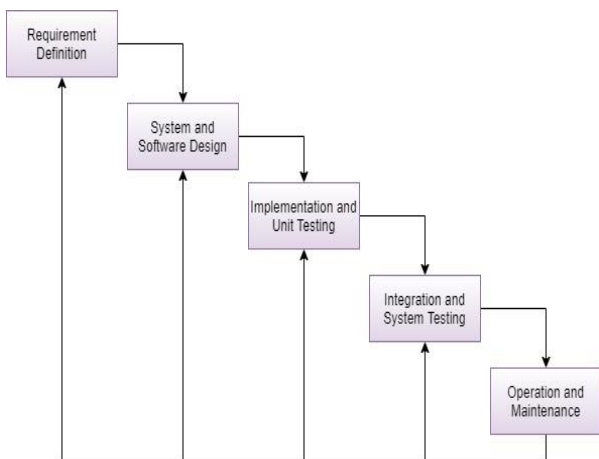 Requirement
Definition
System and
Software Design
Implementation and
Unit Testing
Integration and
System Testing
Operation and
Maintenance